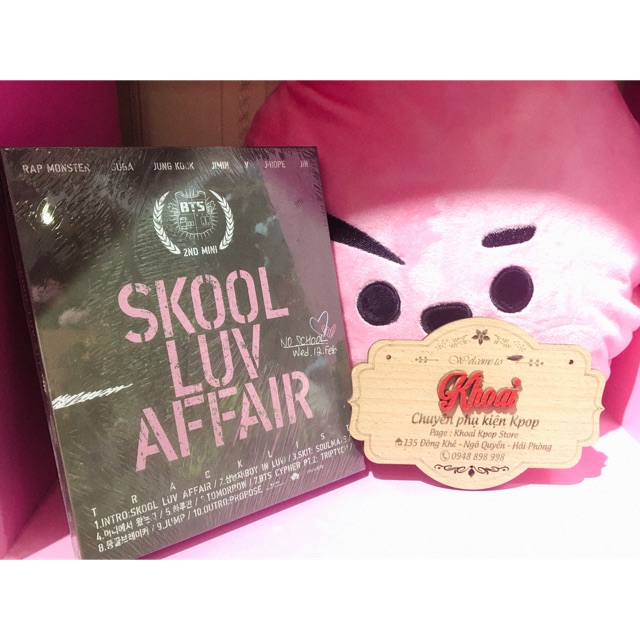 RAP MONSTER SUGA JUNG KOOK JIMIN V J-HOPE JIN
BTS
2ND MINI
SKOOL
LUV
AFFAIR
NO SCHOOL
Wed. 12. Feb
TRACKLIST
1.INTRO:SKOOL LUV AFFAIR / 2.상남자(BOY IN LUV) / 3.SKIT: SOULMATE
4.어디에서 왔는지 / 5.하루만 / 6.TOMORROW / 7.BTS CYPHER PT.2: TRIPTYCH
8.등골브레이커 / 9.JUMP / 10.OUTRO:PROPOSE
Welcome to
Khoai
Chuyên phụ kiện Kpop
Page : Khoai Kpop Store
135 Đông Khê - Ngô Quyền - Hải Phòng
0948 898 998